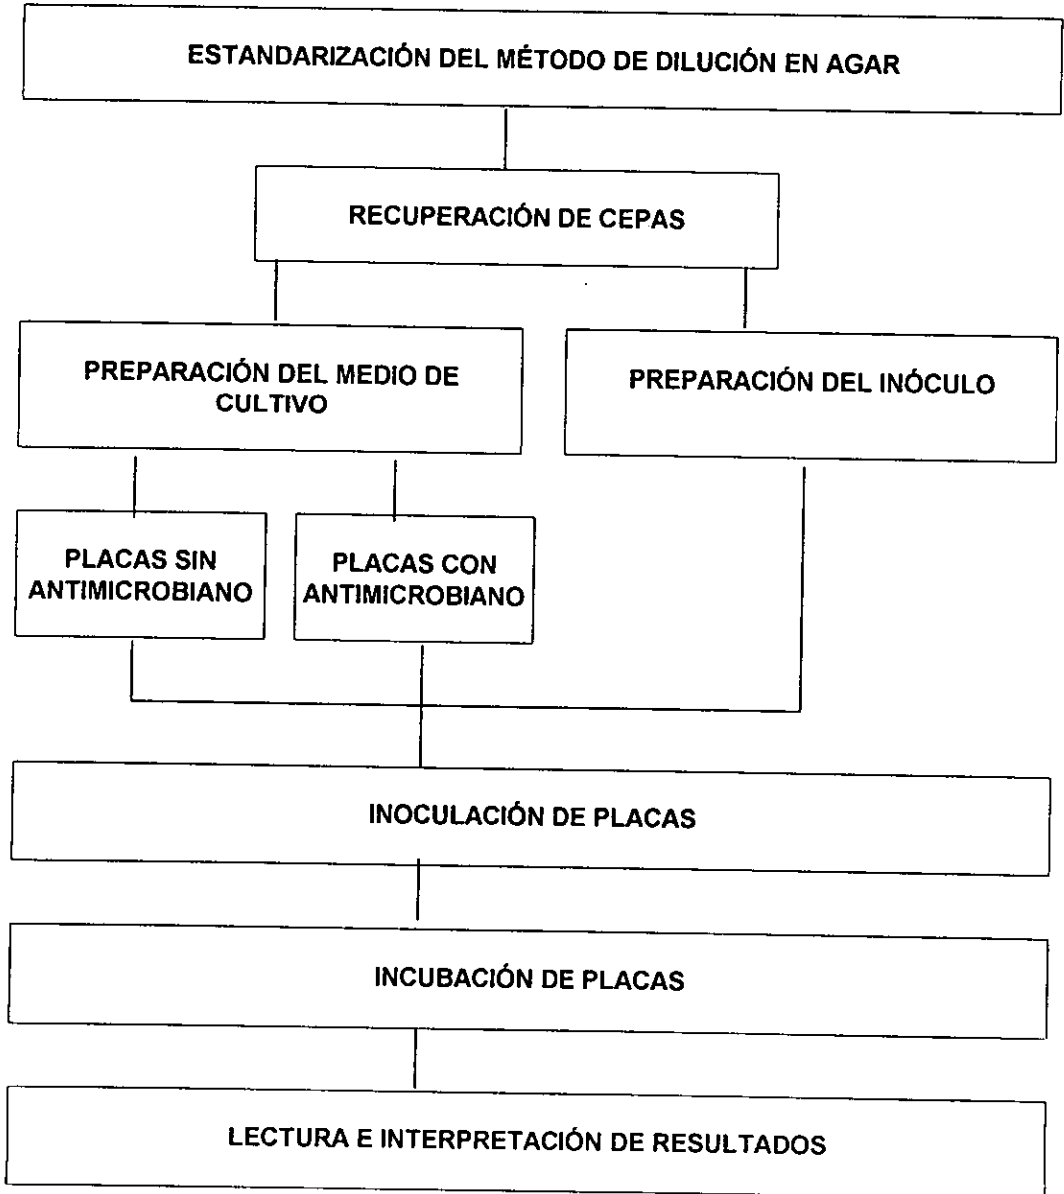 ESTANDARIZACIÓN DEL MÉTODO DE DILUCIÓN EN AGAR
RECUPERACIÓN DE CEPAS
PREPARACIÓN DEL MEDIO DE
CULTIVO
PREPARACIÓN DEL INÓCULO
PLACAS SIN
ANTIMICROBIANO
PLACAS CON
ANTIMICROBIANO
INOCULACIÓN DE PLACAS
INCUBACIÓN DE PLACAS
LECTURA E INTERPRETACIÓN DE RESULTADOS